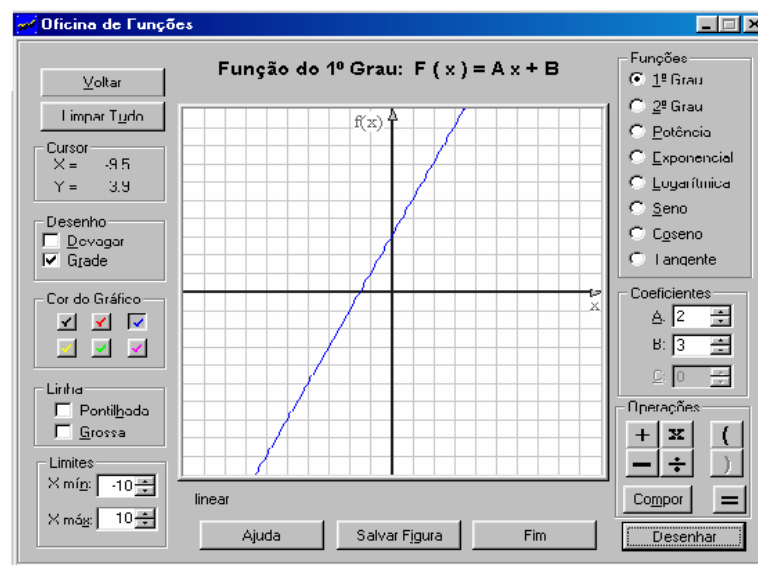 Oficina de Funções
Voltar
Limpar Tudo
Cursor
X = -9.5
Y = 3.9
Desenho
Devagar
Grade
Cor do Gráfico
Linha
Pontilhada
Grossa
Limites
X mín: -10
X máx: 10
Função do 1º Grau: F ( x ) = A x + B
f(x)
x
linear
Ajuda
Salvar Figura
Fim
Funções
1º Grau
2º Grau
Potência
Exponencial
Logarítmica
Seno
Coseno
Tangente
Coeficientes
A: 2
B: 3
C: 0
Operações
+ x (
− ÷ )
Compor =
Desenhar